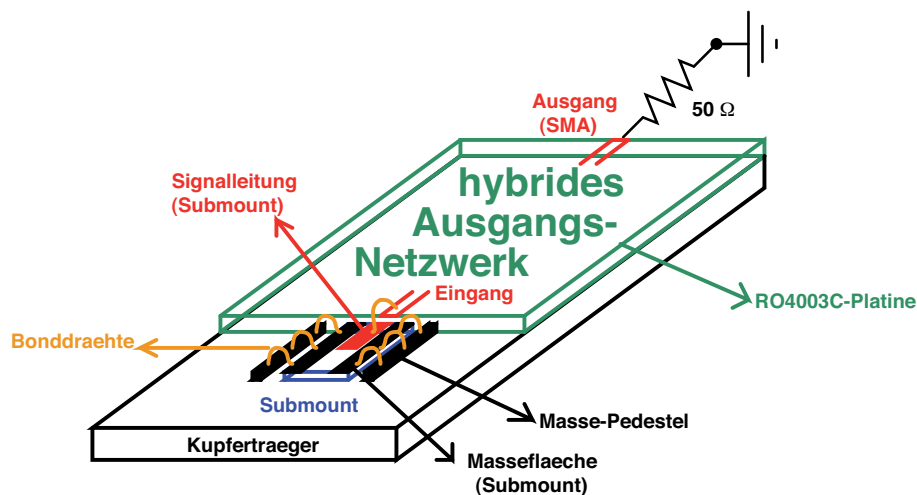 Ausgang
(SMA)
50 Ω
Signalleitung
(Submount)
hybrides
Ausgangs-
Netzwerk
Eingang
RO4003C-Platine
Bonddraehte
Submount
Masse-Pedestel
Kupfertraeger
Masseflaeche
(Submount)